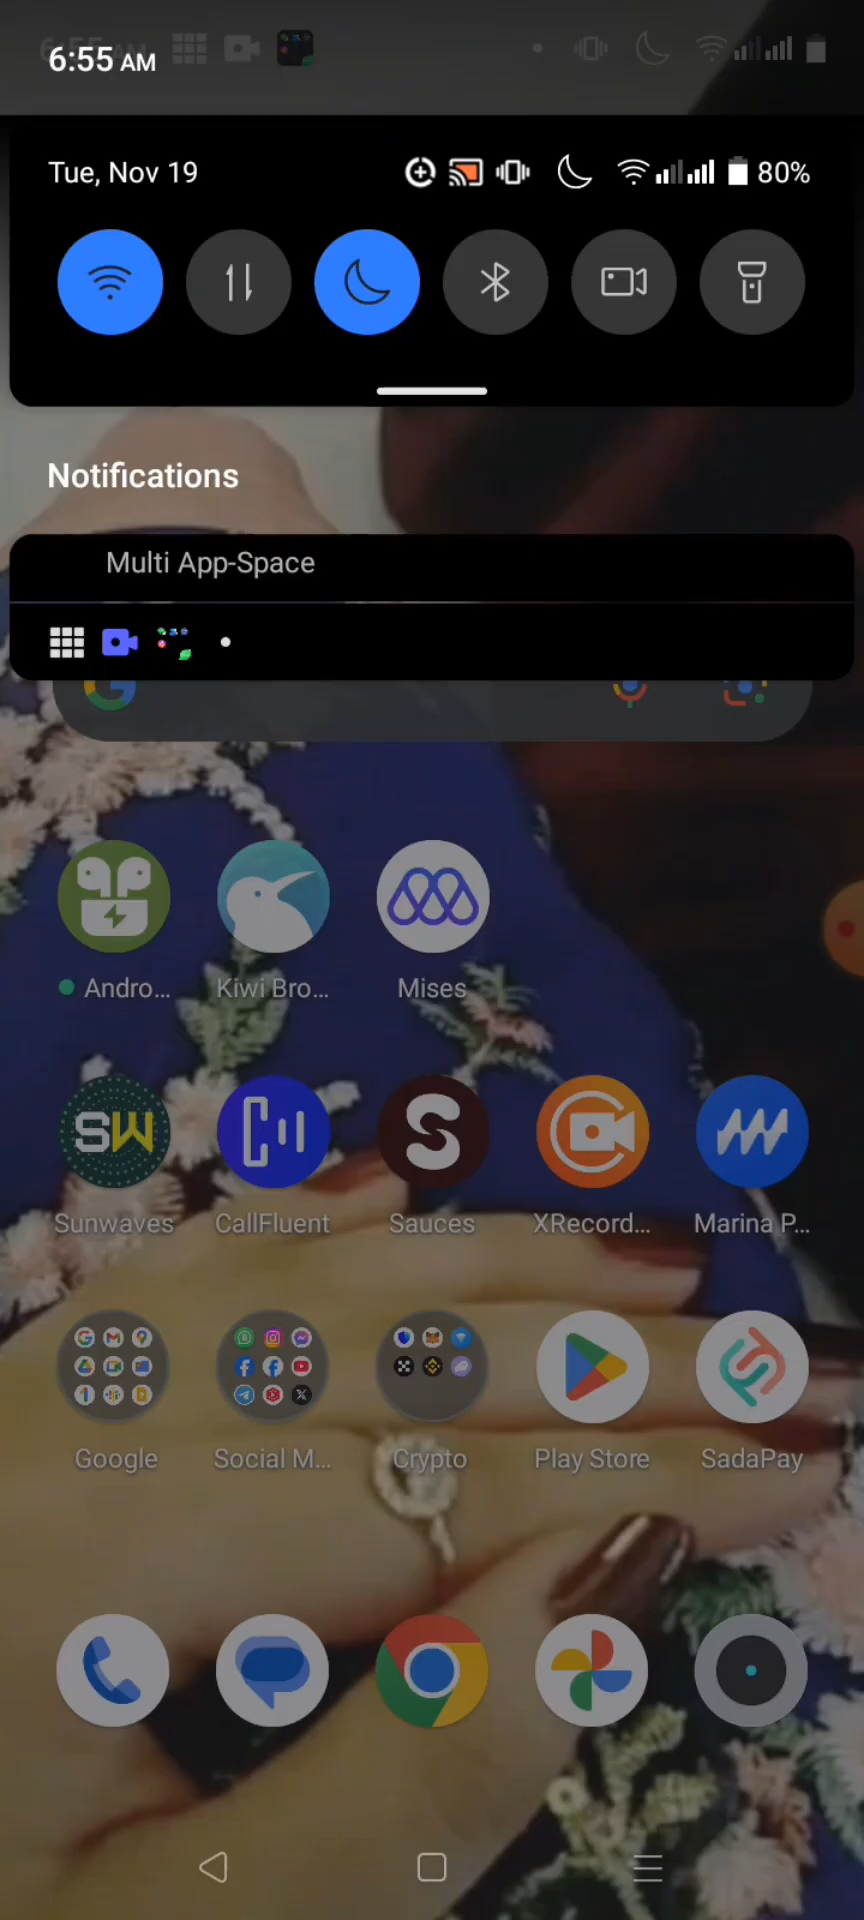 6:55 AM
Tue, Nov 19
80%
Notifications
Multi App-Space
Andro...
Kiwi Bro...
Mises
SW
Sunwaves
CallFluent
Sauces
XRecord...
Marina P...
Google
Social M...
Crypto
Play Store
SadaPay